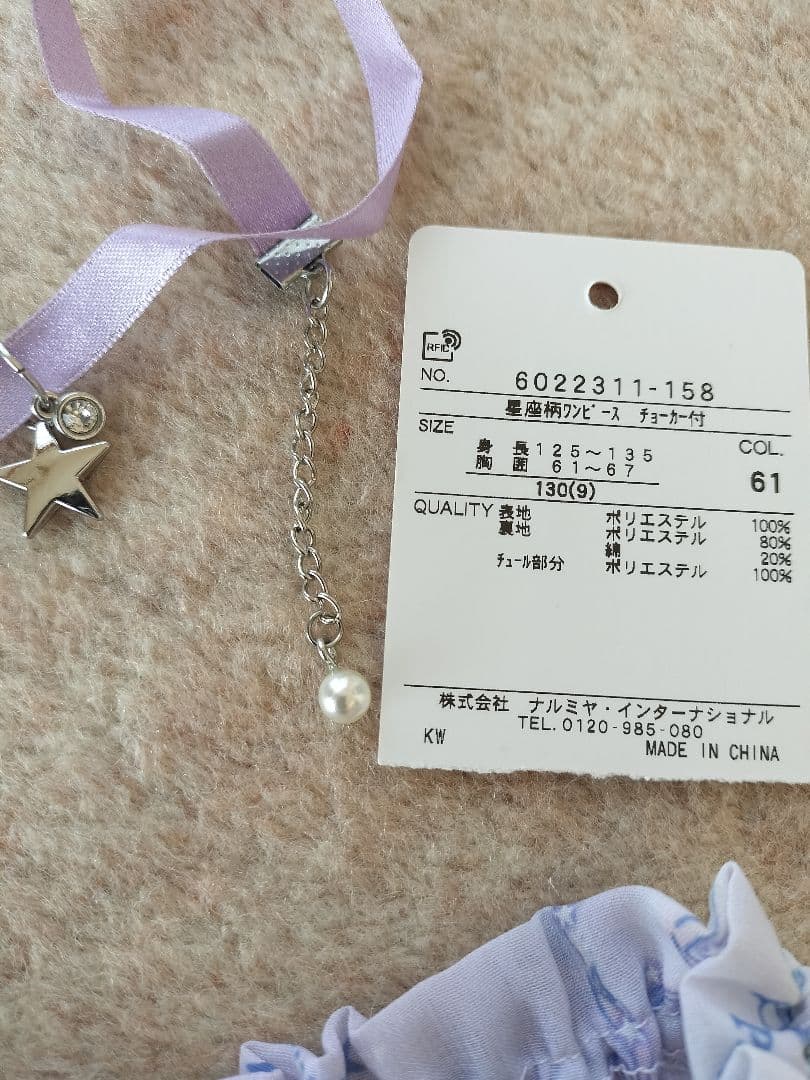 RFID
NO. 6022311-158
星座柄ﾜﾝﾋﾟｰｽ ﾁｮｰｶｰ付
SIZE COL.
身 長 125～135
胸 囲 61～67
61
130(9)
QUALITY 表地 ポリエステル 100%
裏地 ポリエステル 80%
綿 20%
ﾁｭｰﾙ部分 ポリエステル 100%
株式会社 ナルミヤ・インターナショナル
TEL.0120-985-080
KW MADE IN CHINA